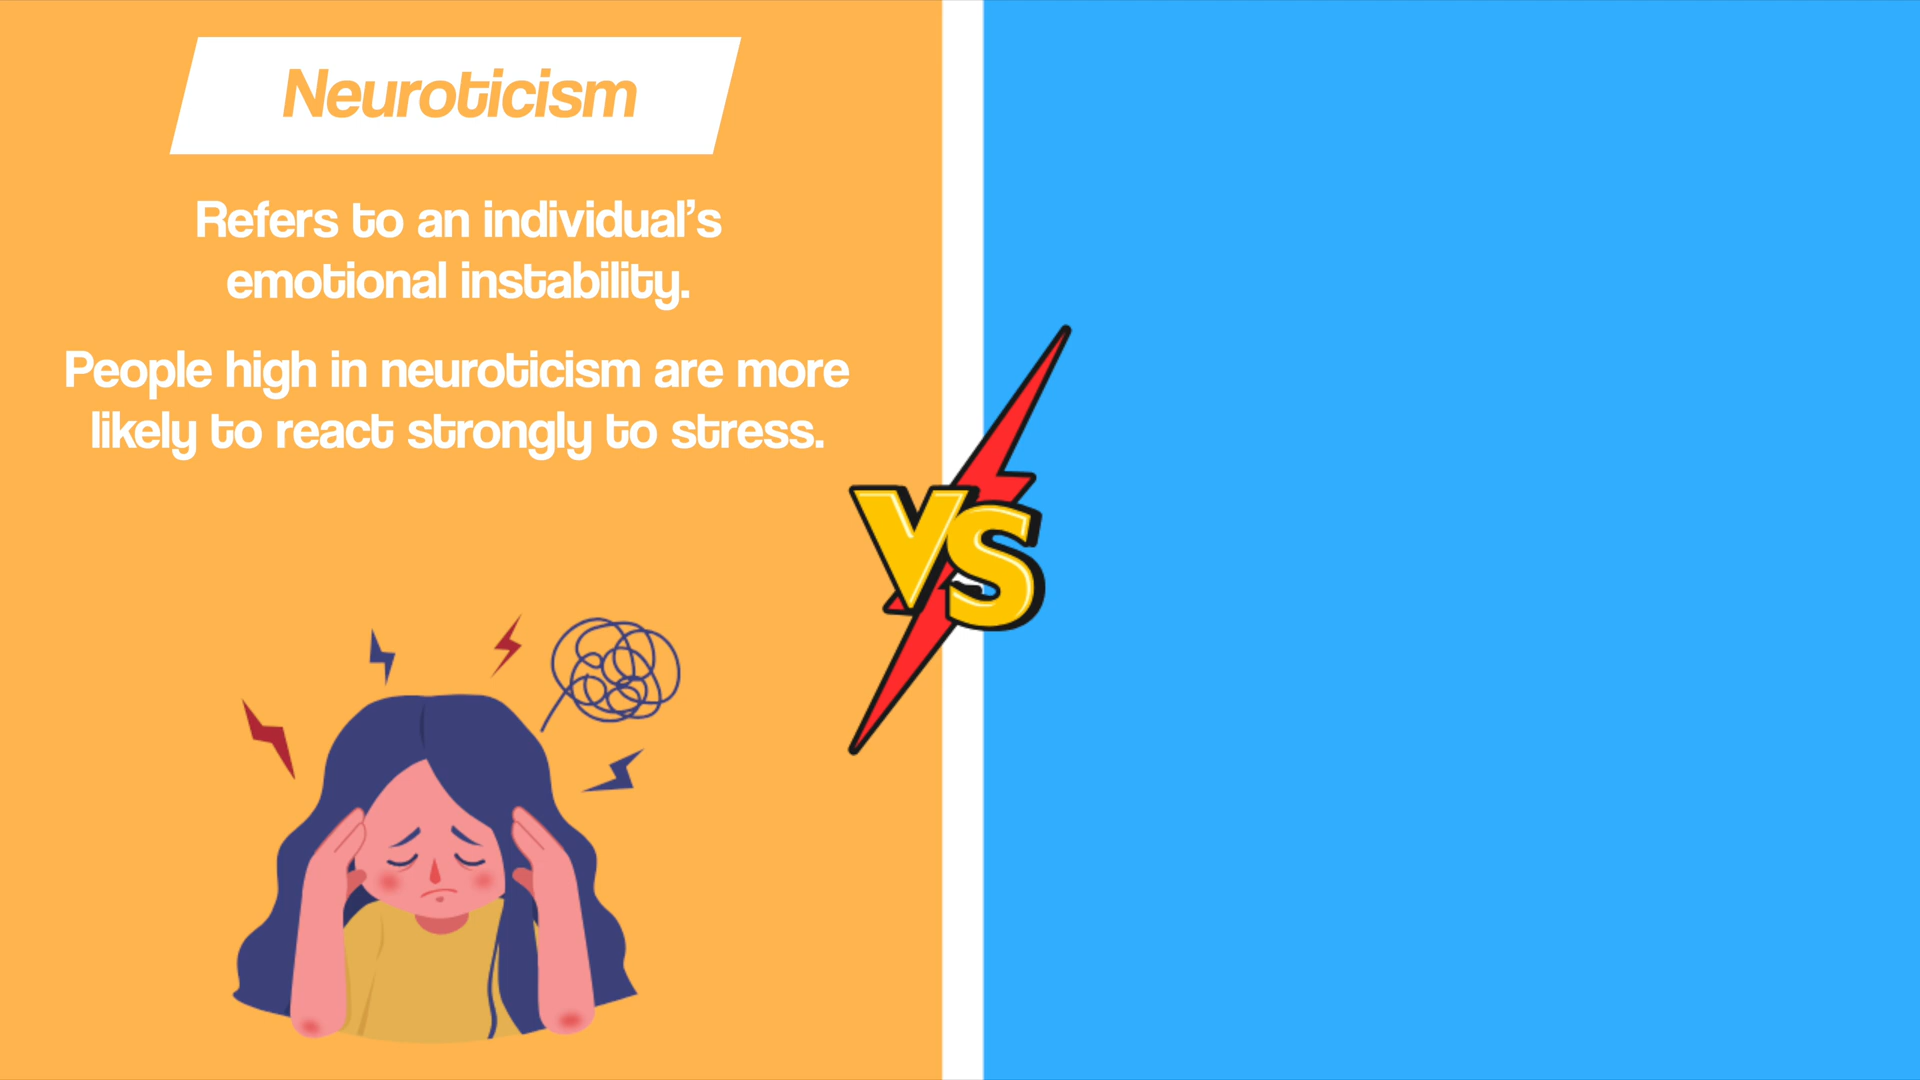 Neuroticism
Refers to an individual's
emotional instability.
People high in neuroticism are more
likely to react strongly to stress.
VS